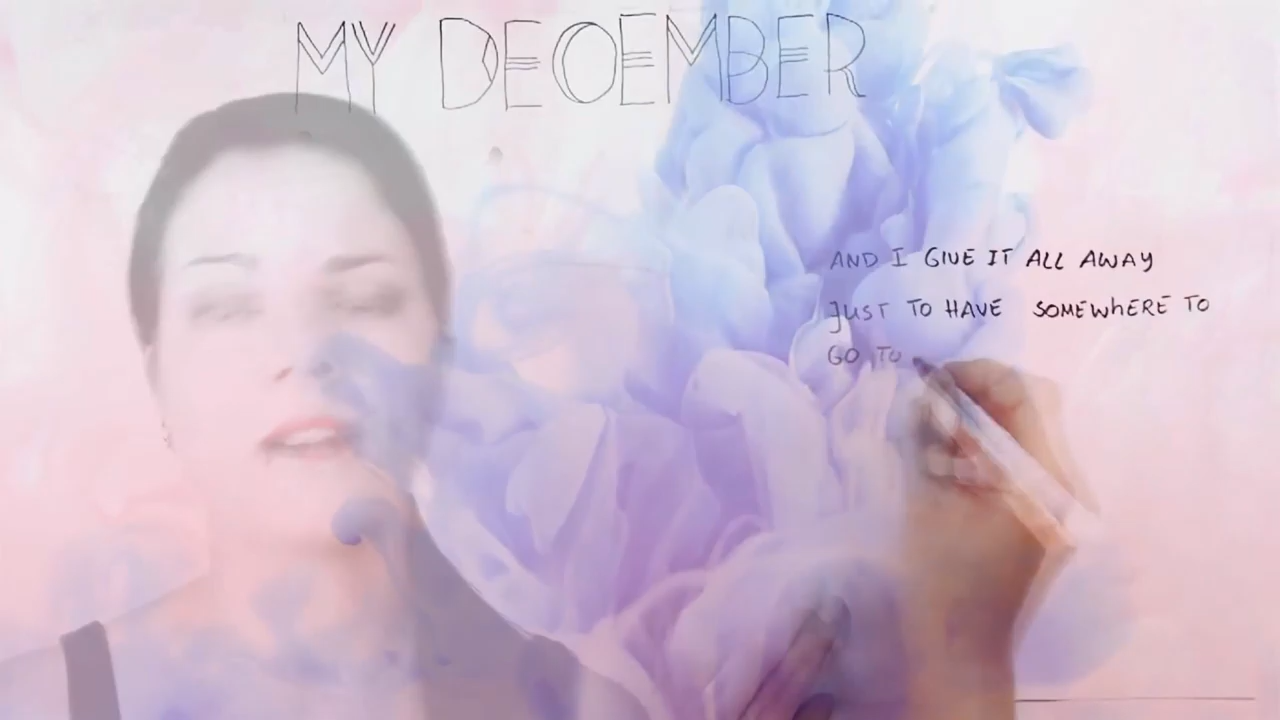 MY DECEMBER
AND I GIVE IT ALL AWAY
JUST TO HAVE SOMEWHERE TO
GO TO